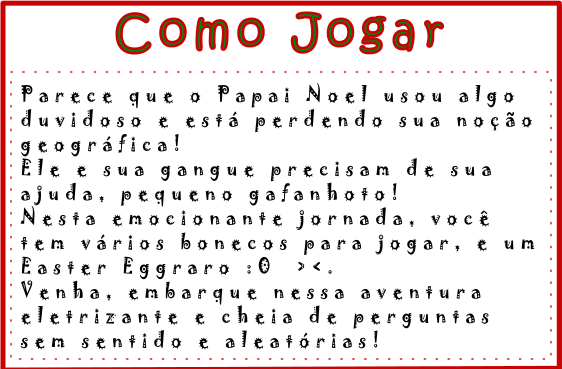 Como Jogar
Parece que o Papai Noel usou algo
duvidoso e está perdendo sua noção
geográfica!
Ele e sua gangue precisam de sua
ajuda, pequeno gafanhoto!
Nesta emocionante jornada, você
tem vários bonecos para jogar, e um
Easter Eggraro :O ><.
Venha, embarque nessa aventura
eletrizante e cheia de perguntas
sem sentido e aleatórias!